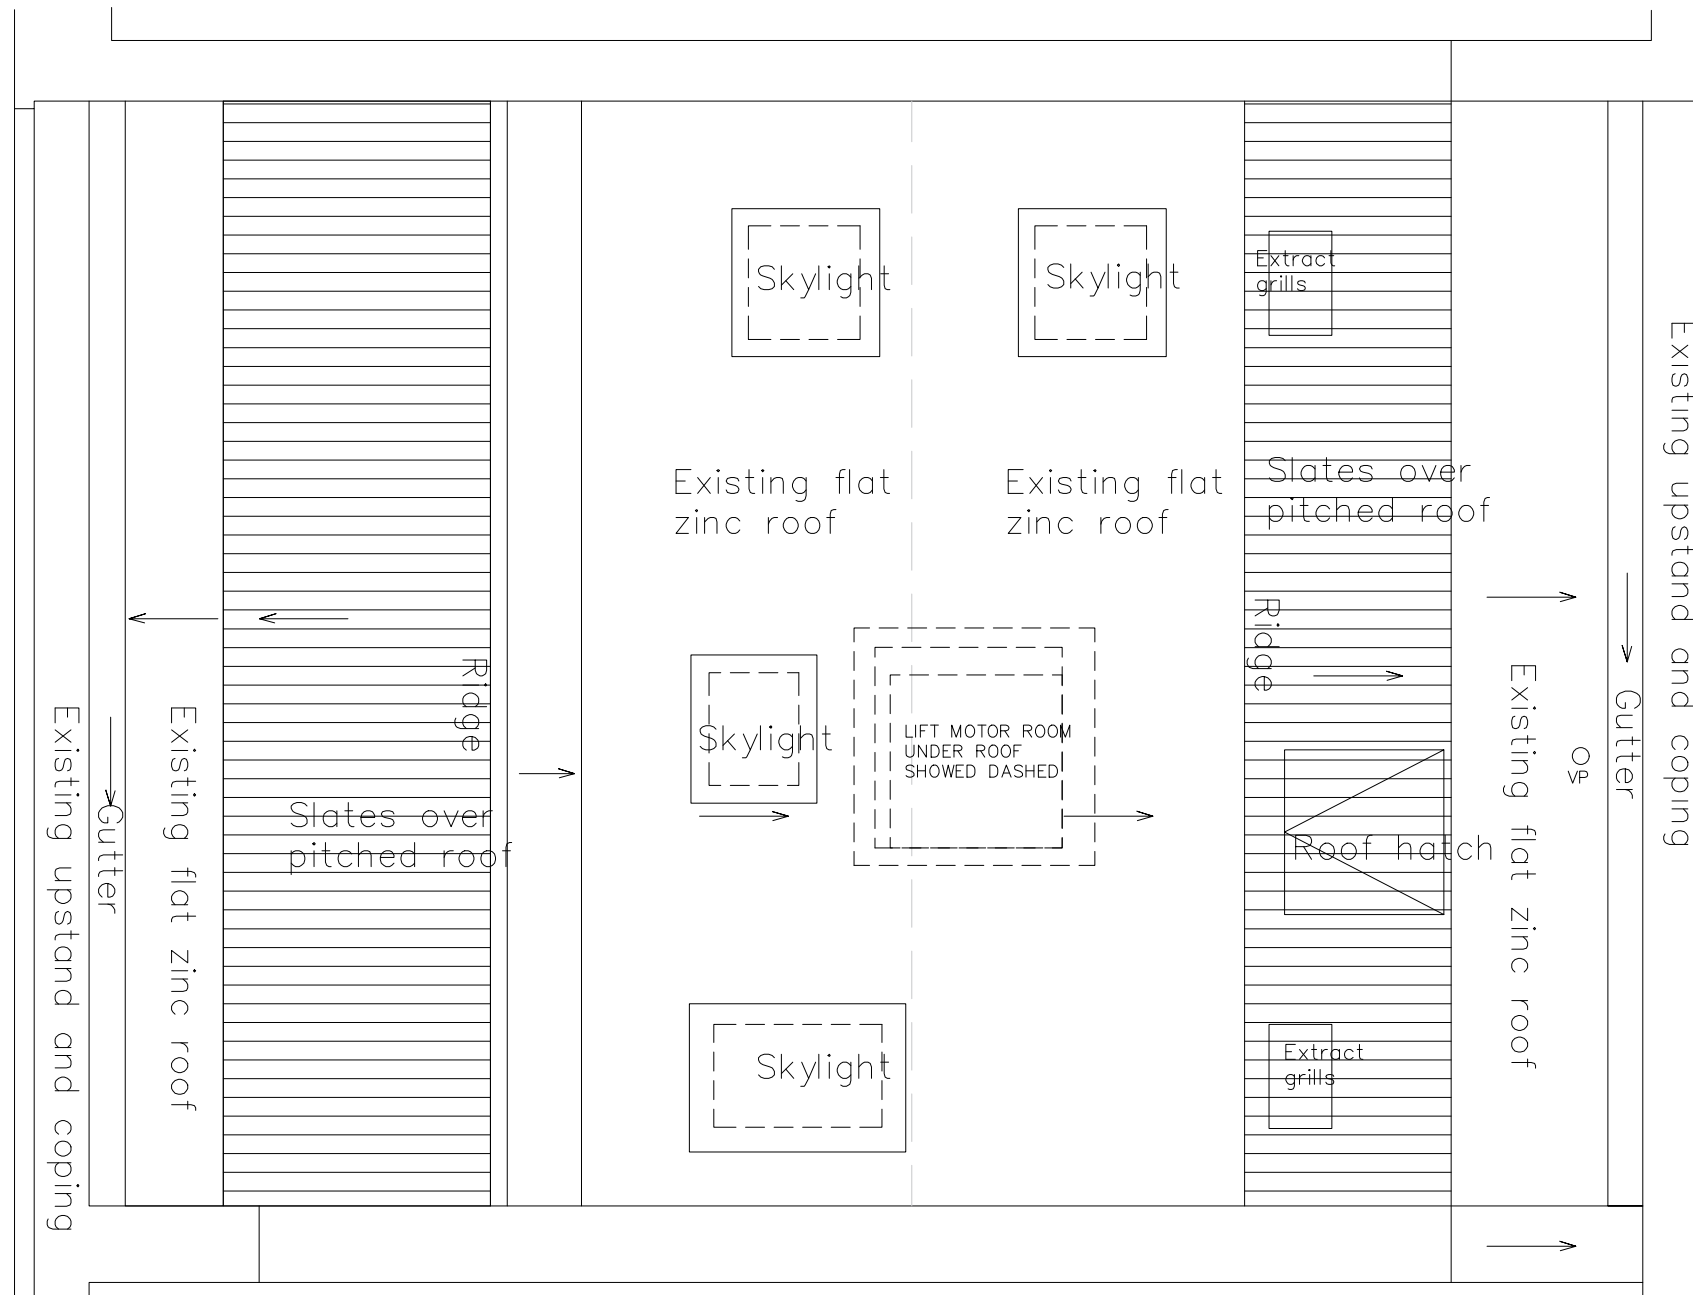 Skylight
Skylight
Extract
grills
Existing flat
zinc roof
Existing flat
zinc roof
Slates over
pitched roof
Existing upstand and coping
Ridge
Ridge
Skylight
LIFT MOTOR ROOM
UNDER ROOF
SHOWED DASHED
Existing flat zinc roof
VP
Gutter
Existing upstand and coping
Gutter
Existing flat zinc roof
Slates over
pitched roof
Roof hatch
Skylight
Extract
grills